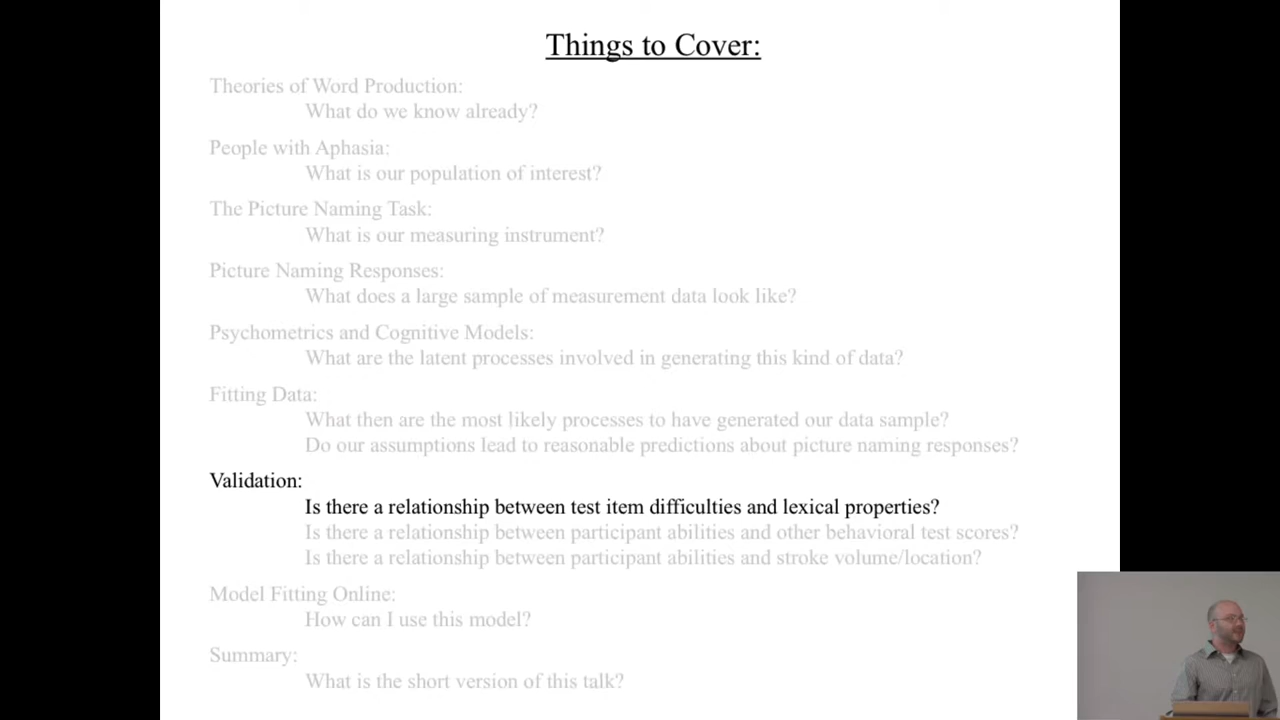 Things to Cover:
Theories of Word Production:
What do we know already?
People with Aphasia:
What is our population of interest?
The Picture Naming Task:
What is our measuring instrument?
Picture Naming Responses:
What does a large sample of measurement data look like?
Psychometrics and Cognitive Models:
What are the latent processes involved in generating this kind of data?
Fitting Data:
What then are the most likely processes to have generated our data sample?
Do our assumptions lead to reasonable predictions about picture naming responses?
Validation:
Is there a relationship between test item difficulties and lexical properties?
Is there a relationship between participant abilities and other behavioral test scores?
Is there a relationship between participant abilities and stroke volume/location?
Model Fitting Online:
How can I use this model?
Summary:
What is the short version of this talk?